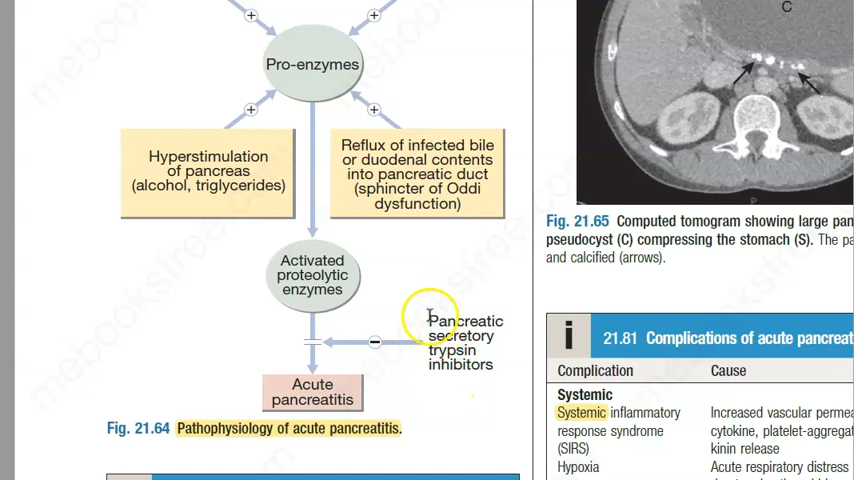 Pro-enzymes
Hyperstimulation
of pancreas
(alcohol, triglycerides)
Reflux of infected bile
or duodenal contents
into pancreatic duct
(sphincter of Oddi
dysfunction)
Activated
proteolytic
enzymes
Pancreatic
secretory
trypsin
inhibitors
Acute
pancreatitis
Fig. 21.64 Pathophysiology of acute pancreatitis.
C
Fig. 21.65 Computed tomogram showing large pan
pseudocyst (C) compressing the stomach (S). The pa
and calcified (arrows).
i 21.81 Complications of acute pancreat
Complication Cause
Systemic
Systemic inflammatory Increased vascular permea
response syndrome cytokine, platelet-aggregat
(SIRS) kinin release
Hypoxia Acute respiratory distress